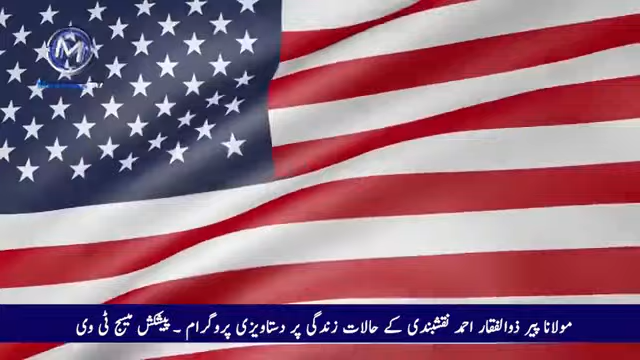 M
مولانا پیر ذوالفقار احمد نقشبندی کے حالات زندگی پر دستاویزی پروگرام ۔ پیشکش میسج ٹی وی